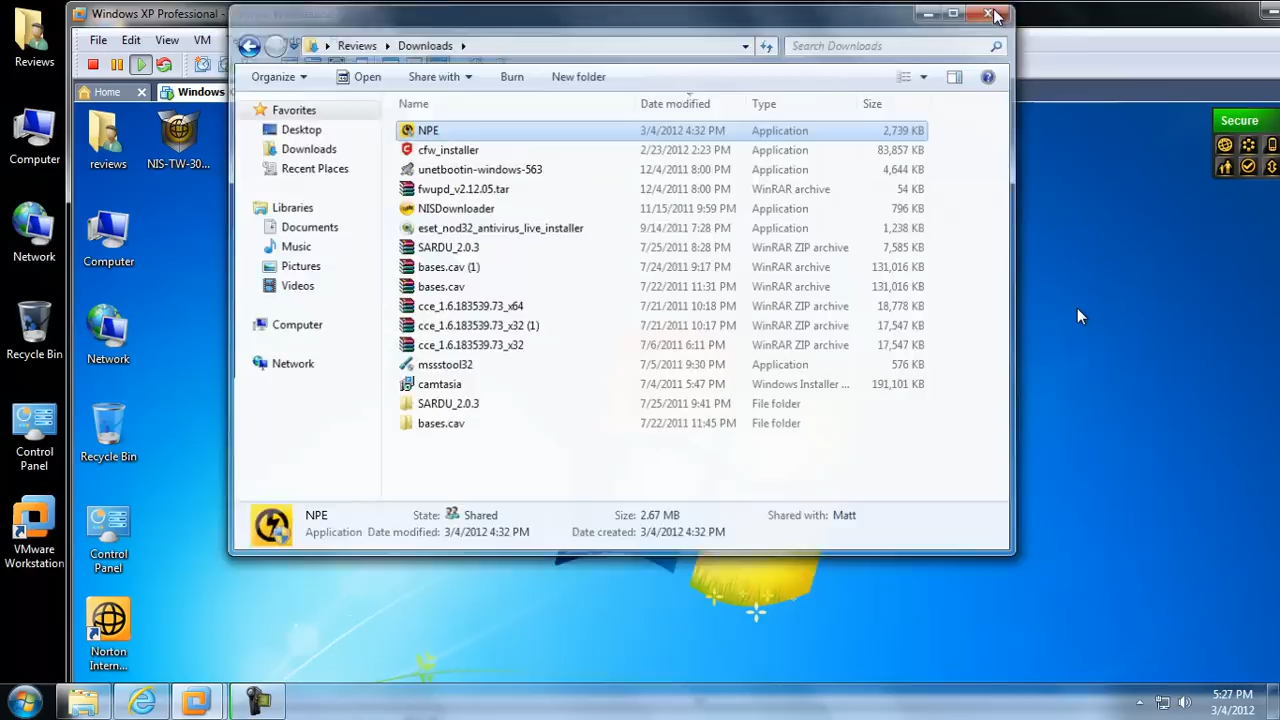 Windows XP Professional -
File Edit View VM
Home Windows
Reviews
Computer
Network
Recycle Bin
Control Panel
VMware Workstation
reviews
NIS-TW-30...
Computer
Network
Recycle Bin
Control Panel
Norton Intern...
Reviews Downloads
Search Downloads
Organize Open Share with Burn New folder
Favorites
Desktop
Downloads
Recent Places
Libraries
Documents
Music
Pictures
Videos
Computer
Network
Name Date modified Type Size
NPE 3/4/2012 4:32 PM Application 2,739 KB
cfw_installer 2/23/2012 2:23 PM Application 83,857 KB
unetbootin-windows-563 12/4/2011 8:00 PM Application 4,644 KB
fwupd_v2.12.05.tar 12/4/2011 8:00 PM WinRAR archive 54 KB
NISDownloader 11/15/2011 9:59 PM Application 796 KB
eset_nod32_antivirus_live_installer 9/14/2011 7:28 PM Application 1,238 KB
SARDU_2.0.3 7/25/2011 8:28 PM WinRAR ZIP archive 7,585 KB
bases.cav (1) 7/24/2011 9:17 PM WinRAR archive 131,016 KB
bases.cav 7/22/2011 11:31 PM WinRAR archive 131,016 KB
cce_1.6.183539.73_x64 7/21/2011 10:18 PM WinRAR ZIP archive 18,778 KB
cce_1.6.183539.73_x32 (1) 7/21/2011 10:17 PM WinRAR ZIP archive 17,547 KB
cce_1.6.183539.73_x32 7/6/2011 6:11 PM WinRAR ZIP archive 17,547 KB
mssstool32 7/5/2011 9:30 PM Application 576 KB
camtasia 7/4/2011 5:47 PM Windows Installer ... 191,101 KB
SARDU_2.0.3 7/25/2011 9:41 PM File folder
bases.cav 7/22/2011 11:45 PM File folder
NPE State: Shared Size: 2.67 MB Shared with: Matt
Application Date modified: 3/4/2012 4:32 PM Date created: 3/4/2012 4:32 PM
Secure
5:27 PM
3/4/2012